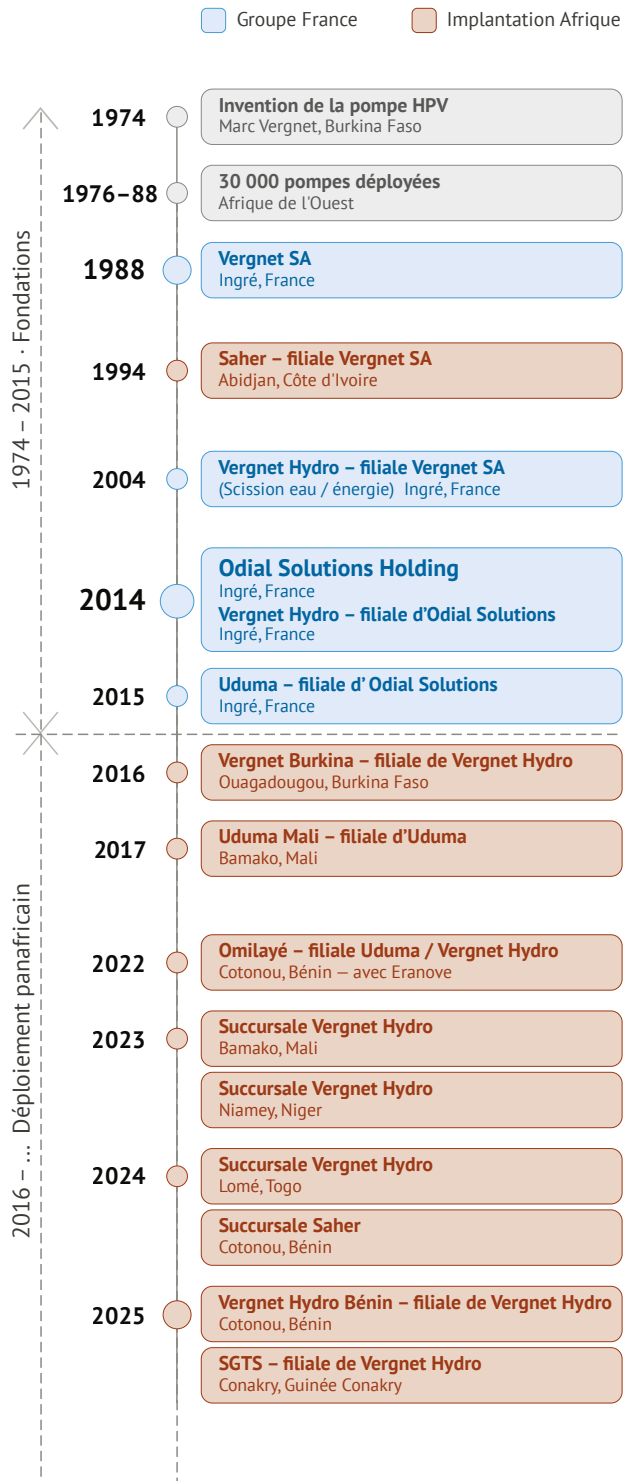 Groupe France
Implantation Afrique
1974 – 2015 · Fondations
1974
Invention de la pompe HPV
Marc Vergnet, Burkina Faso
1976–88
30 000 pompes déployées
Afrique de l'Ouest
1988
Vergnet SA
Ingré, France
1994
Saher – filiale Vergnet SA
Abidjan, Côte d'Ivoire
2004
Vergnet Hydro – filiale Vergnet SA
(Scission eau / énergie) Ingré, France
2014
Odial Solutions Holding
Ingré, France
Vergnet Hydro – filiale d’Odial Solutions
Ingré, France
2015
Uduma – filiale d’ Odial Solutions
Ingré, France
2016 – ... Déploiement panafricain
2016
Vergnet Burkina – filiale de Vergnet Hydro
Ouagadougou, Burkina Faso
2017
Uduma Mali – filiale d’Uduma
Bamako, Mali
2022
Omilayé – filiale Uduma / Vergnet Hydro
Cotonou, Bénin — avec Eranove
2023
Succursale Vergnet Hydro
Bamako, Mali
Succursale Vergnet Hydro
Niamey, Niger
2024
Succursale Vergnet Hydro
Lomé, Togo
Succursale Saher
Cotonou, Bénin
2025
Vergnet Hydro Bénin – filiale de Vergnet Hydro
Cotonou, Bénin
SGTS – filiale de Vergnet Hydro
Conakry, Guinée Conakry